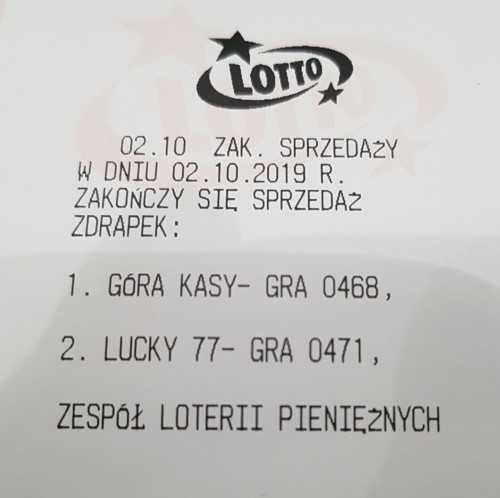 LOTTO
02.10 ZAK. SPRZEDAŻY
W DNIU 02.10.2019 R.
ZAKOŃCZY SIĘ SPRZEDAŻ
ZDRAPEK:
1. GÓRA KASY- GRA 0468,
2. LUCKY 77- GRA 0471,
ZESPÓŁ LOTERII PIENIĘŻNYCH